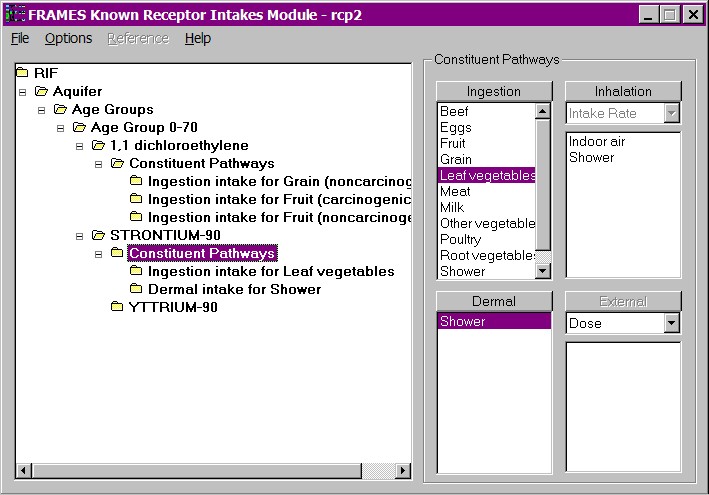 FRAMES Known Receptor Intakes Module - rcp2
File Options Reference Help
RIF
Aquifer
Age Groups
Age Group 0-70
1,1 dichloroethylene
Constituent Pathways
Ingestion intake for Grain (noncarcinog
Ingestion intake for Fruit (carcinogenic
Ingestion intake for Fruit (noncarcinoge
STRONTIUM-90
Constituent Pathways
Ingestion intake for Leaf vegetables
Dermal intake for Shower
YTTRIUM-90
Constituent Pathways
Ingestion
Beef
Eggs
Fruit
Grain
Leaf vegetables
Meat
Milk
Other vegetable
Poultry
Root vegetables
Shower
Inhalation
Intake Rate
Indoor air
Shower
Dermal
Shower
External
Dose